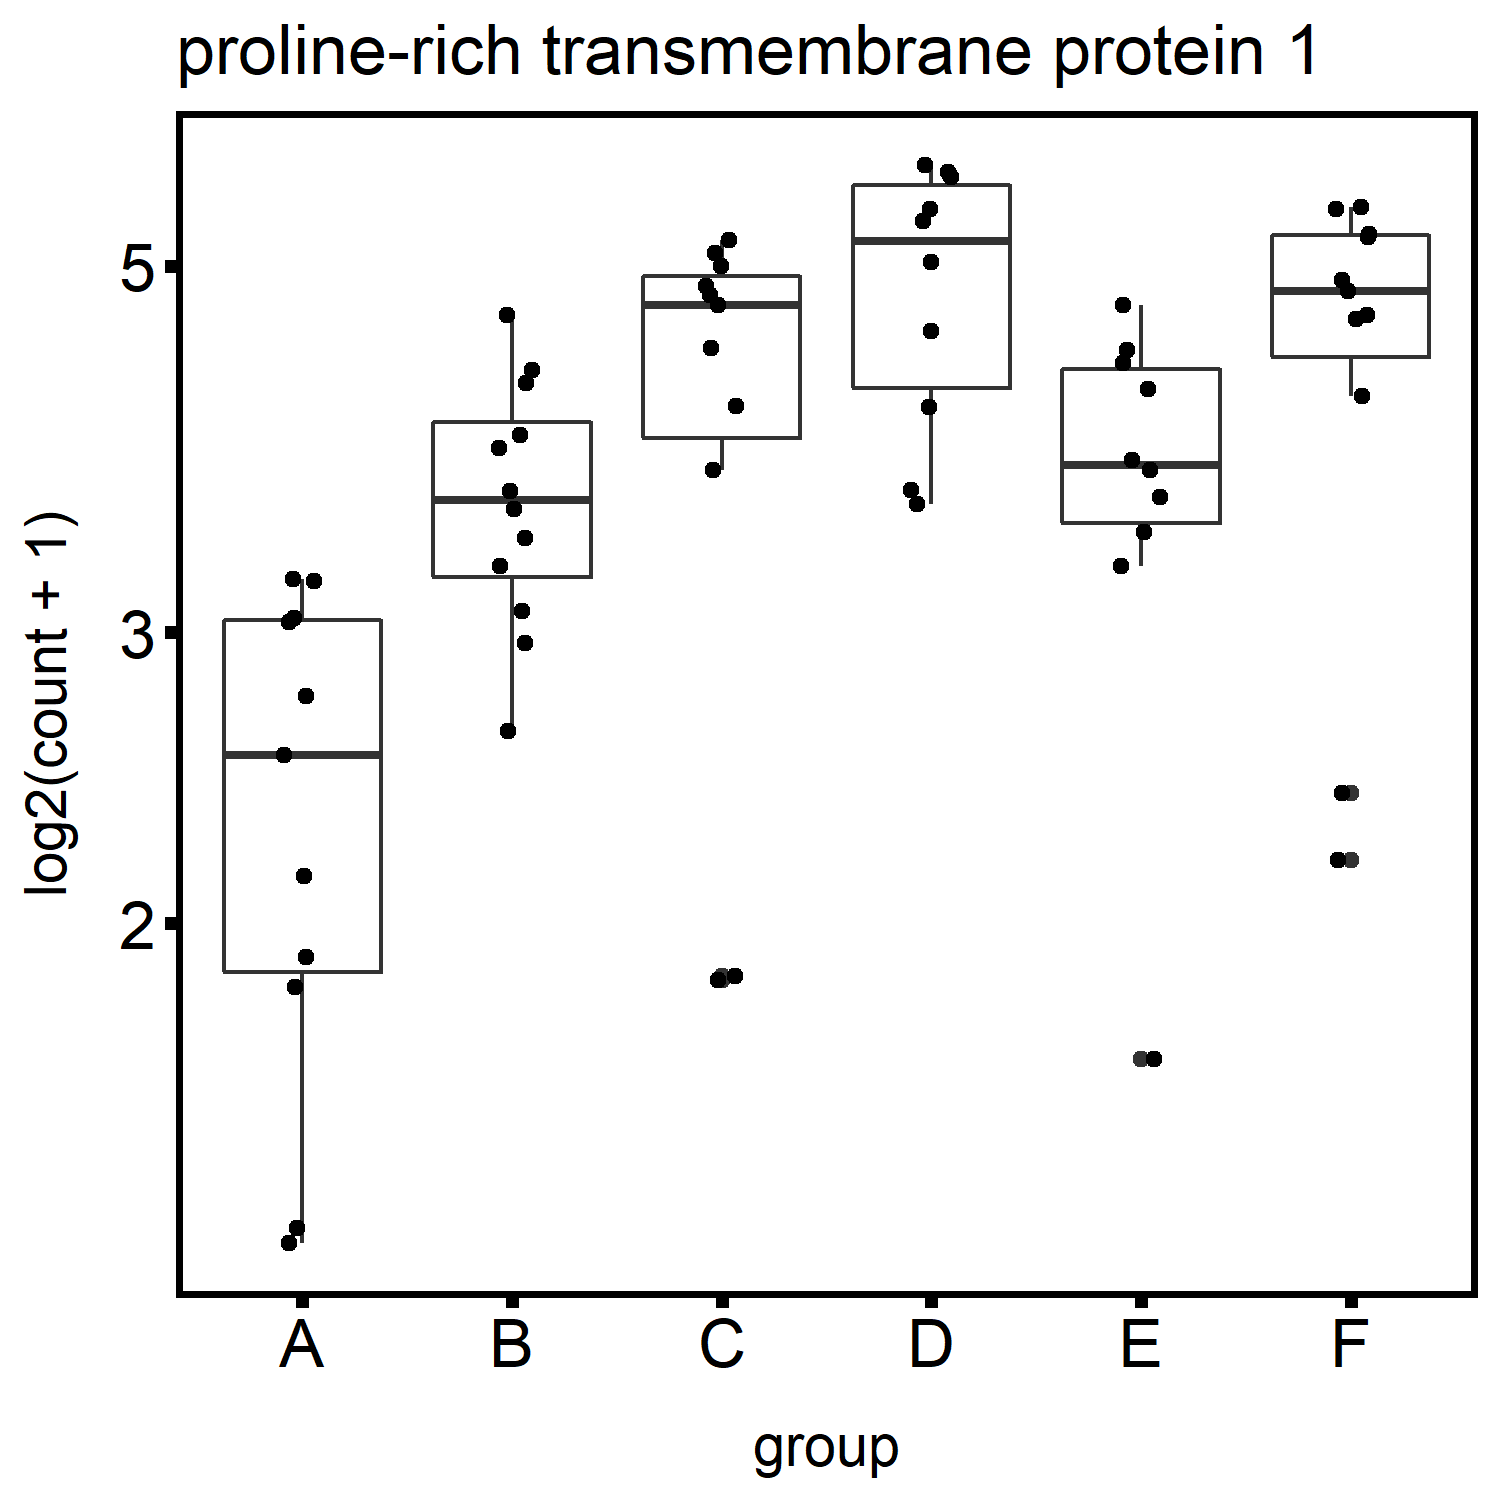 proline-rich transmembrane protein 1
log2(count + 1)
5
3
2
A B C D E F
group